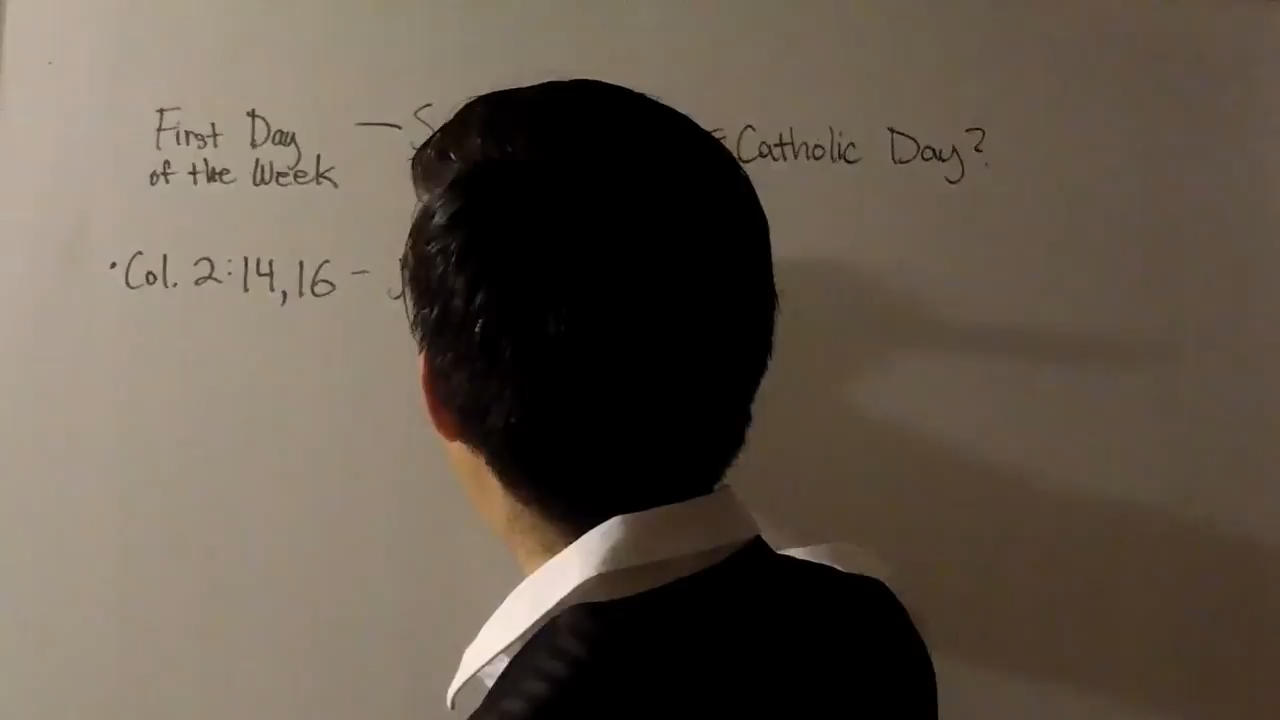 First Day — = Catholic Day?
of the Week
• Col. 2:14,16 -